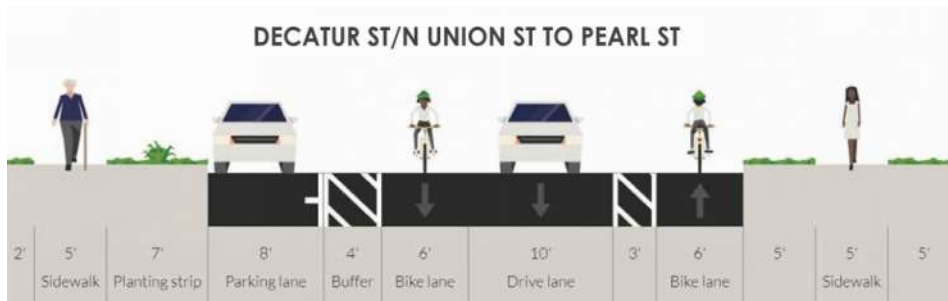 DECATUR ST/N UNION ST TO PEARL ST
2' 5' 7' 8' 4' 6' 10' 3' 6' 5' 5' 5'
Sidewalk Planting strip Parking lane Buffer Bike lane Drive lane Bike lane Sidewalk